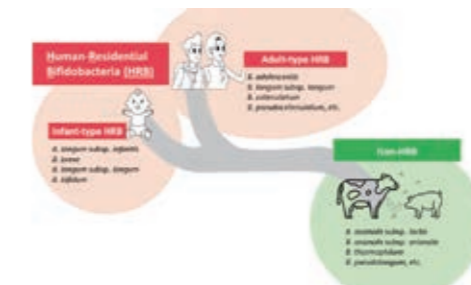 Human-Residential
Bifidobacteria (HRB)
Adult-type HRB
B. adolescentis
B. longum subsp. longum
B. catenulatum
B. pseudocatenulatum, etc.
Infant-type HRB
B. longum subsp. infantis
B. breve
B. longum subsp. longum
B. bifidum
Non-HRB
B. animalis subsp. lactis
B. animalis subsp. animalis
B. thermophilum
B. pseudolongum, etc.